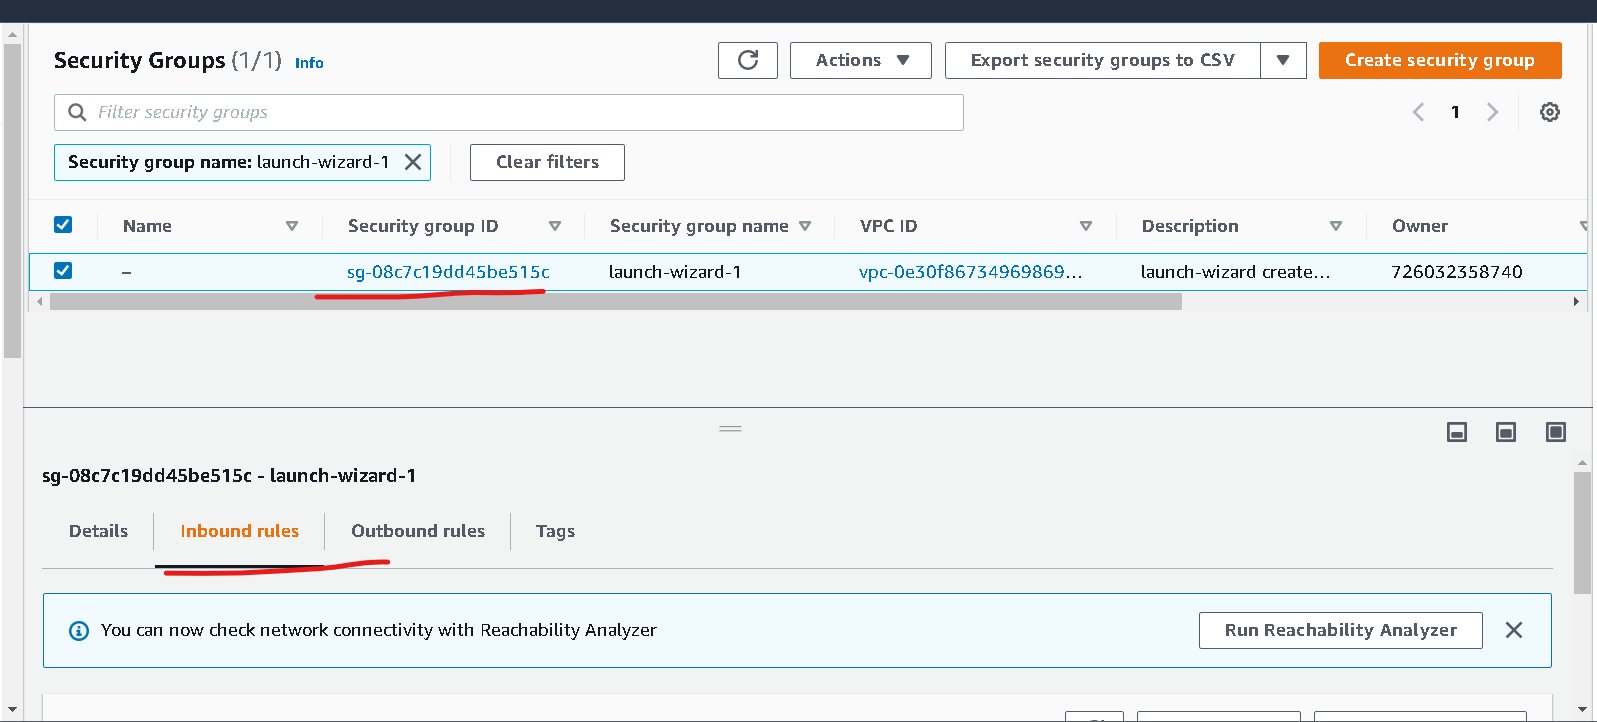 Security Groups (1/1) Info
Actions
Export security groups to CSV
Create security group
Filter security groups
1
Security group name: launch-wizard-1
Clear filters
Name Security group ID Security group name VPC ID Description Owner
– sg-08c7c19dd45be515c launch-wizard-1 vpc-0e30f86734969869... launch-wizard create... 726032358740
sg-08c7c19dd45be515c - launch-wizard-1
Details Inbound rules Outbound rules Tags
You can now check network connectivity with Reachability Analyzer
Run Reachability Analyzer